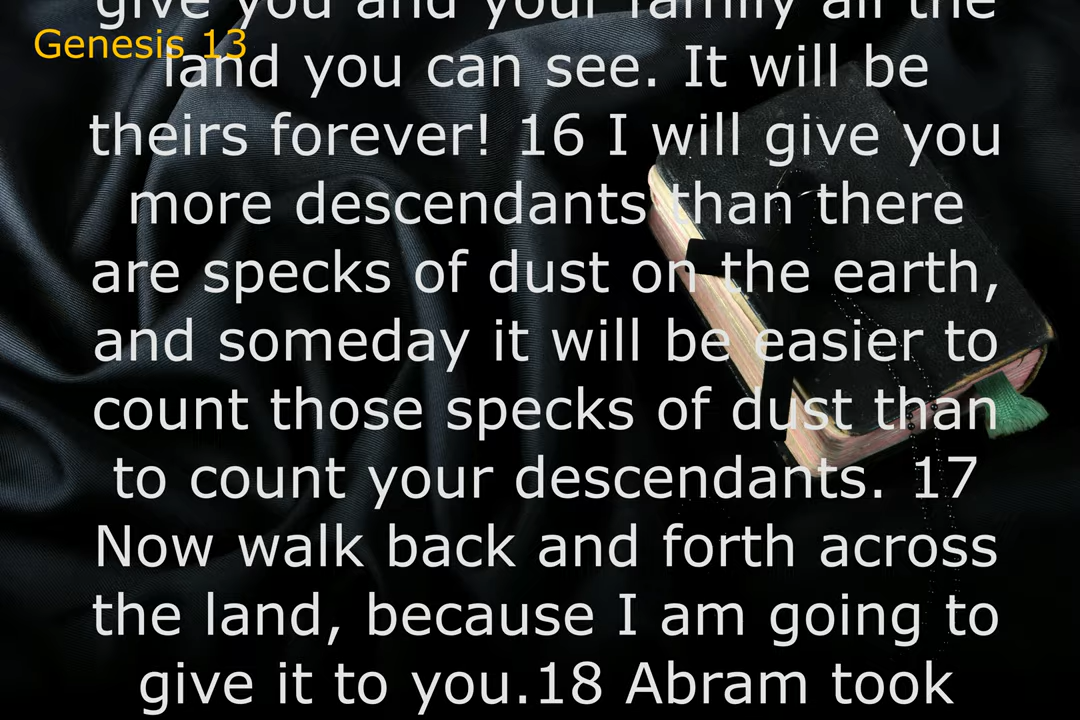 give you and your family all the
Genesis 13
land you can see. It will be
theirs forever! 16 I will give you
more descendants than there
are specks of dust on the earth,
and someday it will be easier to
count those specks of dust than
to count your descendants. 17
Now walk back and forth across
the land, because I am going to
give it to you.18 Abram took